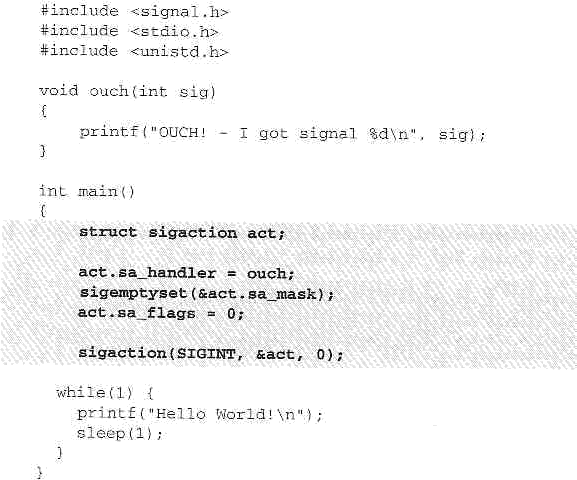 #include <signal.h>
#include <stdio.h>
#include <unistd.h>
void ouch(int sig)
{
printf("OUCH! - I got signal %d\n", sig);
}
int main()
{
struct sigaction act;
act.sa_handler = ouch;
sigemptyset(&act.sa_mask);
act.sa_flags = 0;
sigaction(SIGINT, &act, 0);
while(1) {
printf("Hello World!\n");
sleep(1);
}
}